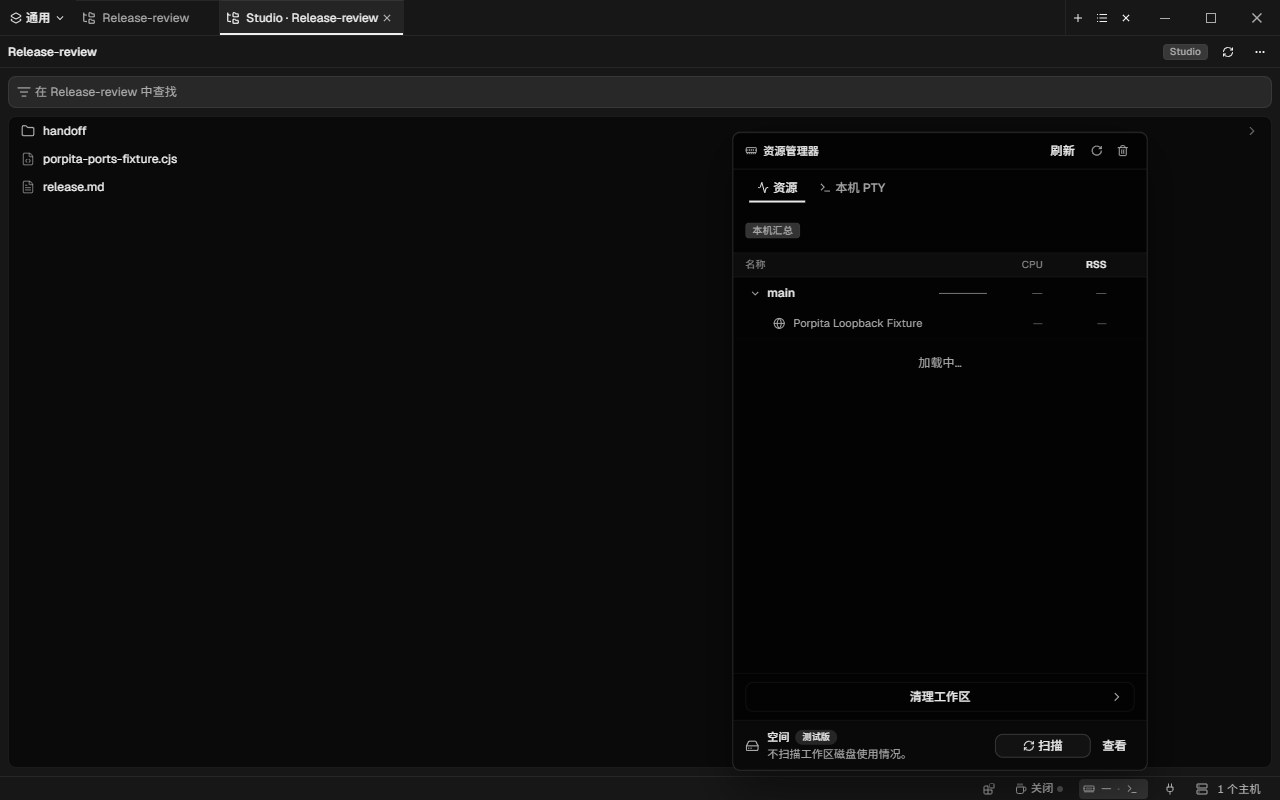 通用 Release-review Studio · Release-review
Release-review Studio
在 Release-review 中查找
handoff
porpita-ports-fixture.cjs
release.md
资源管理器 刷新
资源 本机 PTY
本机汇总
名称 CPU RSS
main — —
Porpita Loopback Fixture — —
加载中...
清理工作区
空间 测试版
不扫描工作区磁盘使用情况。
扫描 查看
关闭 — · 1 个主机